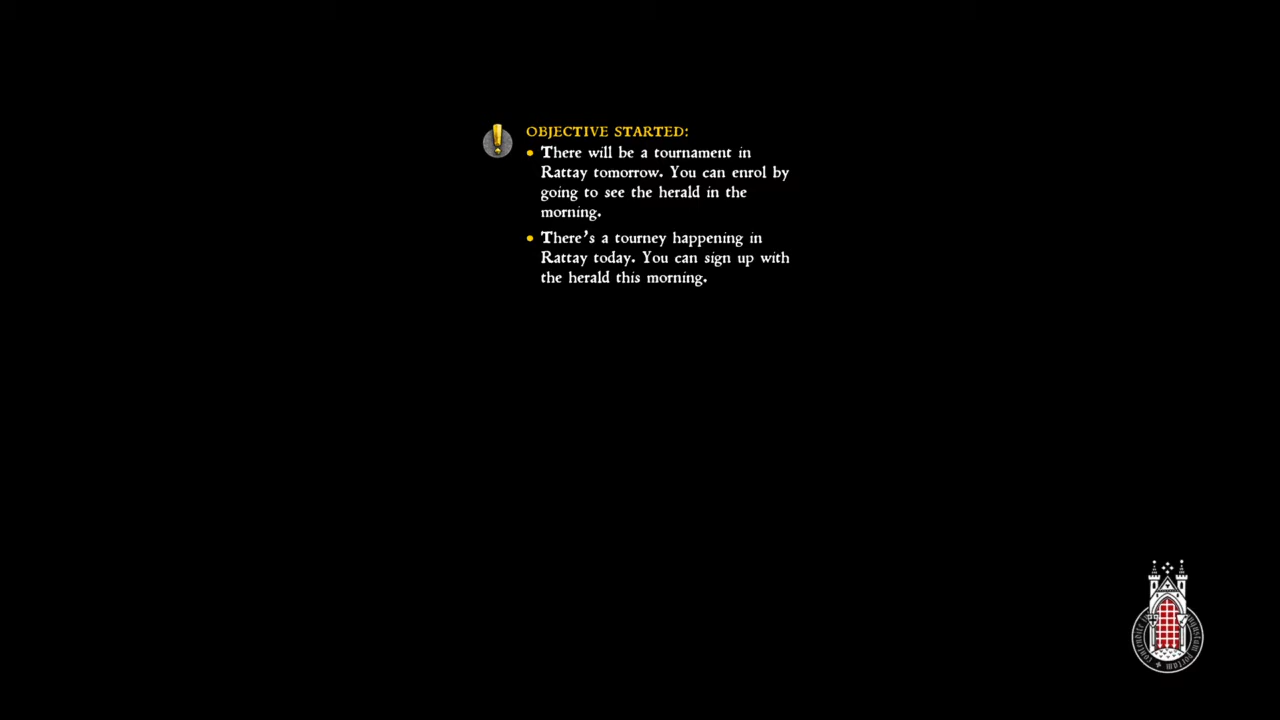 OBJECTIVE STARTED:
There will be a tournament in
Rattay tomorrow. You can enrol by
going to see the herald in the
morning.
There's a tourney happening in
Rattay today. You can sign up with
the herald this morning.